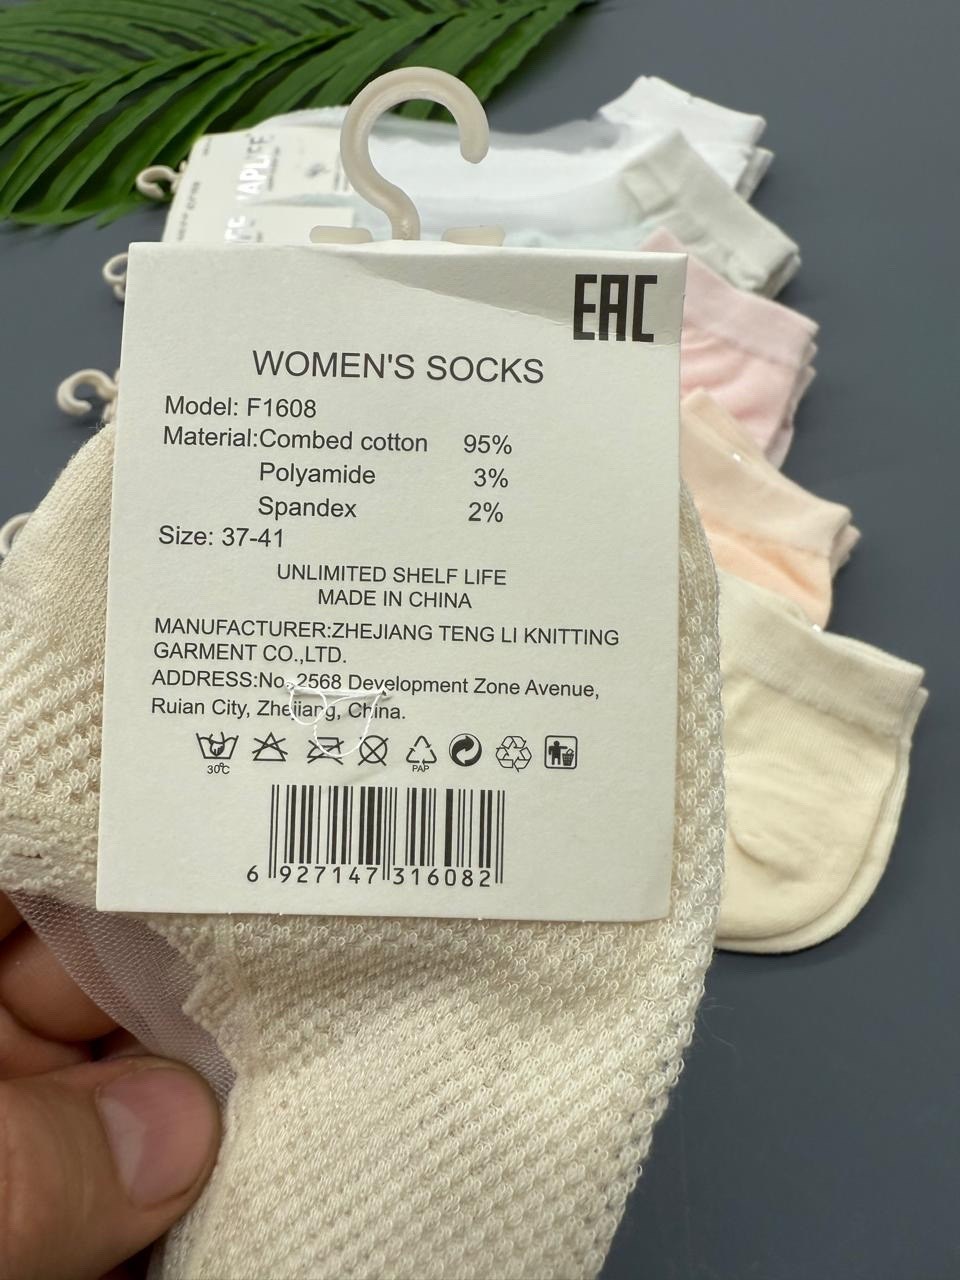 EAC
WOMEN'S SOCKS
Model: F1608
Material:Combed cotton 95%
Polyamide 3%
Spandex 2%
Size: 37-41
UNLIMITED SHELF LIFE
MADE IN CHINA
MANUFACTURER:ZHEJIANG TENG LI KNITTING
GARMENT CO.,LTD.
ADDRESS:No. 2568 Development Zone Avenue,
Ruian City, Zhejiang, China.
30℃
PAP
6 927147 316082